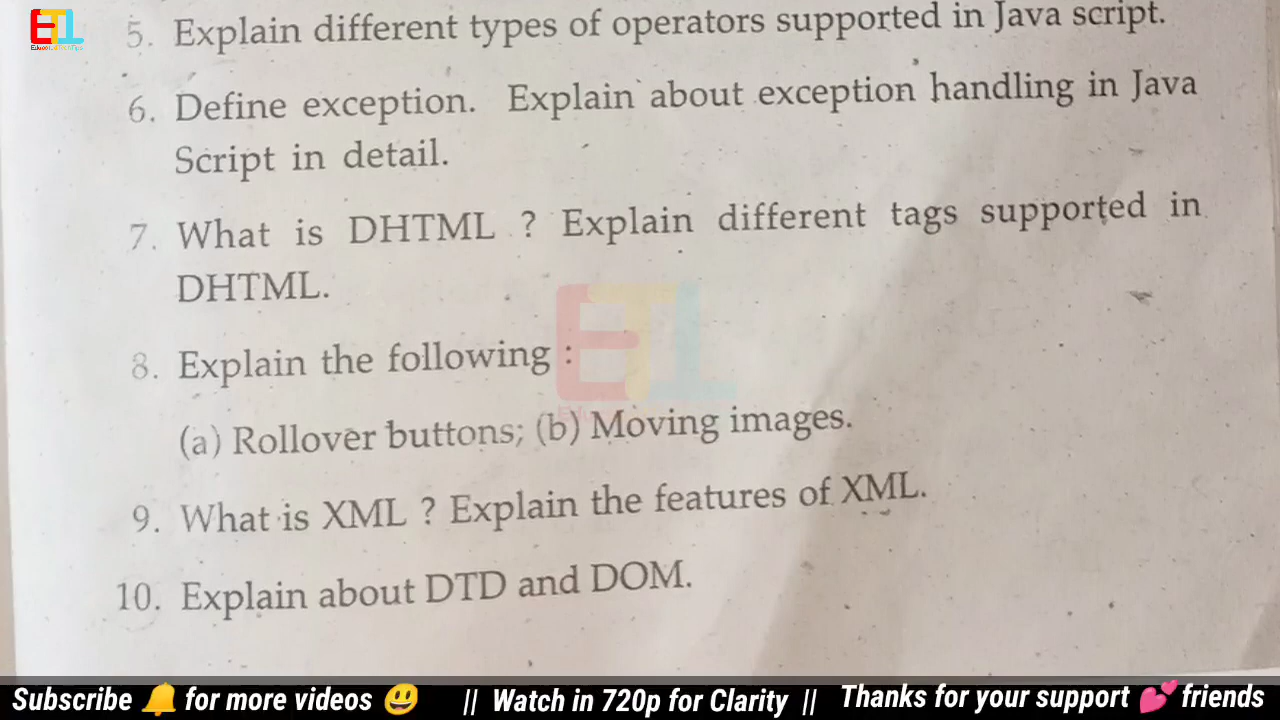 ETL
5. Explain different types of operators supported in Java script.
6. Define exception. Explain about exception handling in Java
Script in detail.
7. What is DHTML ? Explain different tags supported in
DHTML.
8. Explain the following :
(a) Rollover buttons; (b) Moving images.
9. What is XML ? Explain the features of XML.
10. Explain about DTD and DOM.
Subscribe 🔔 for more videos 😃 || Watch in 720p for Clarity || Thanks for your support 💕 friends